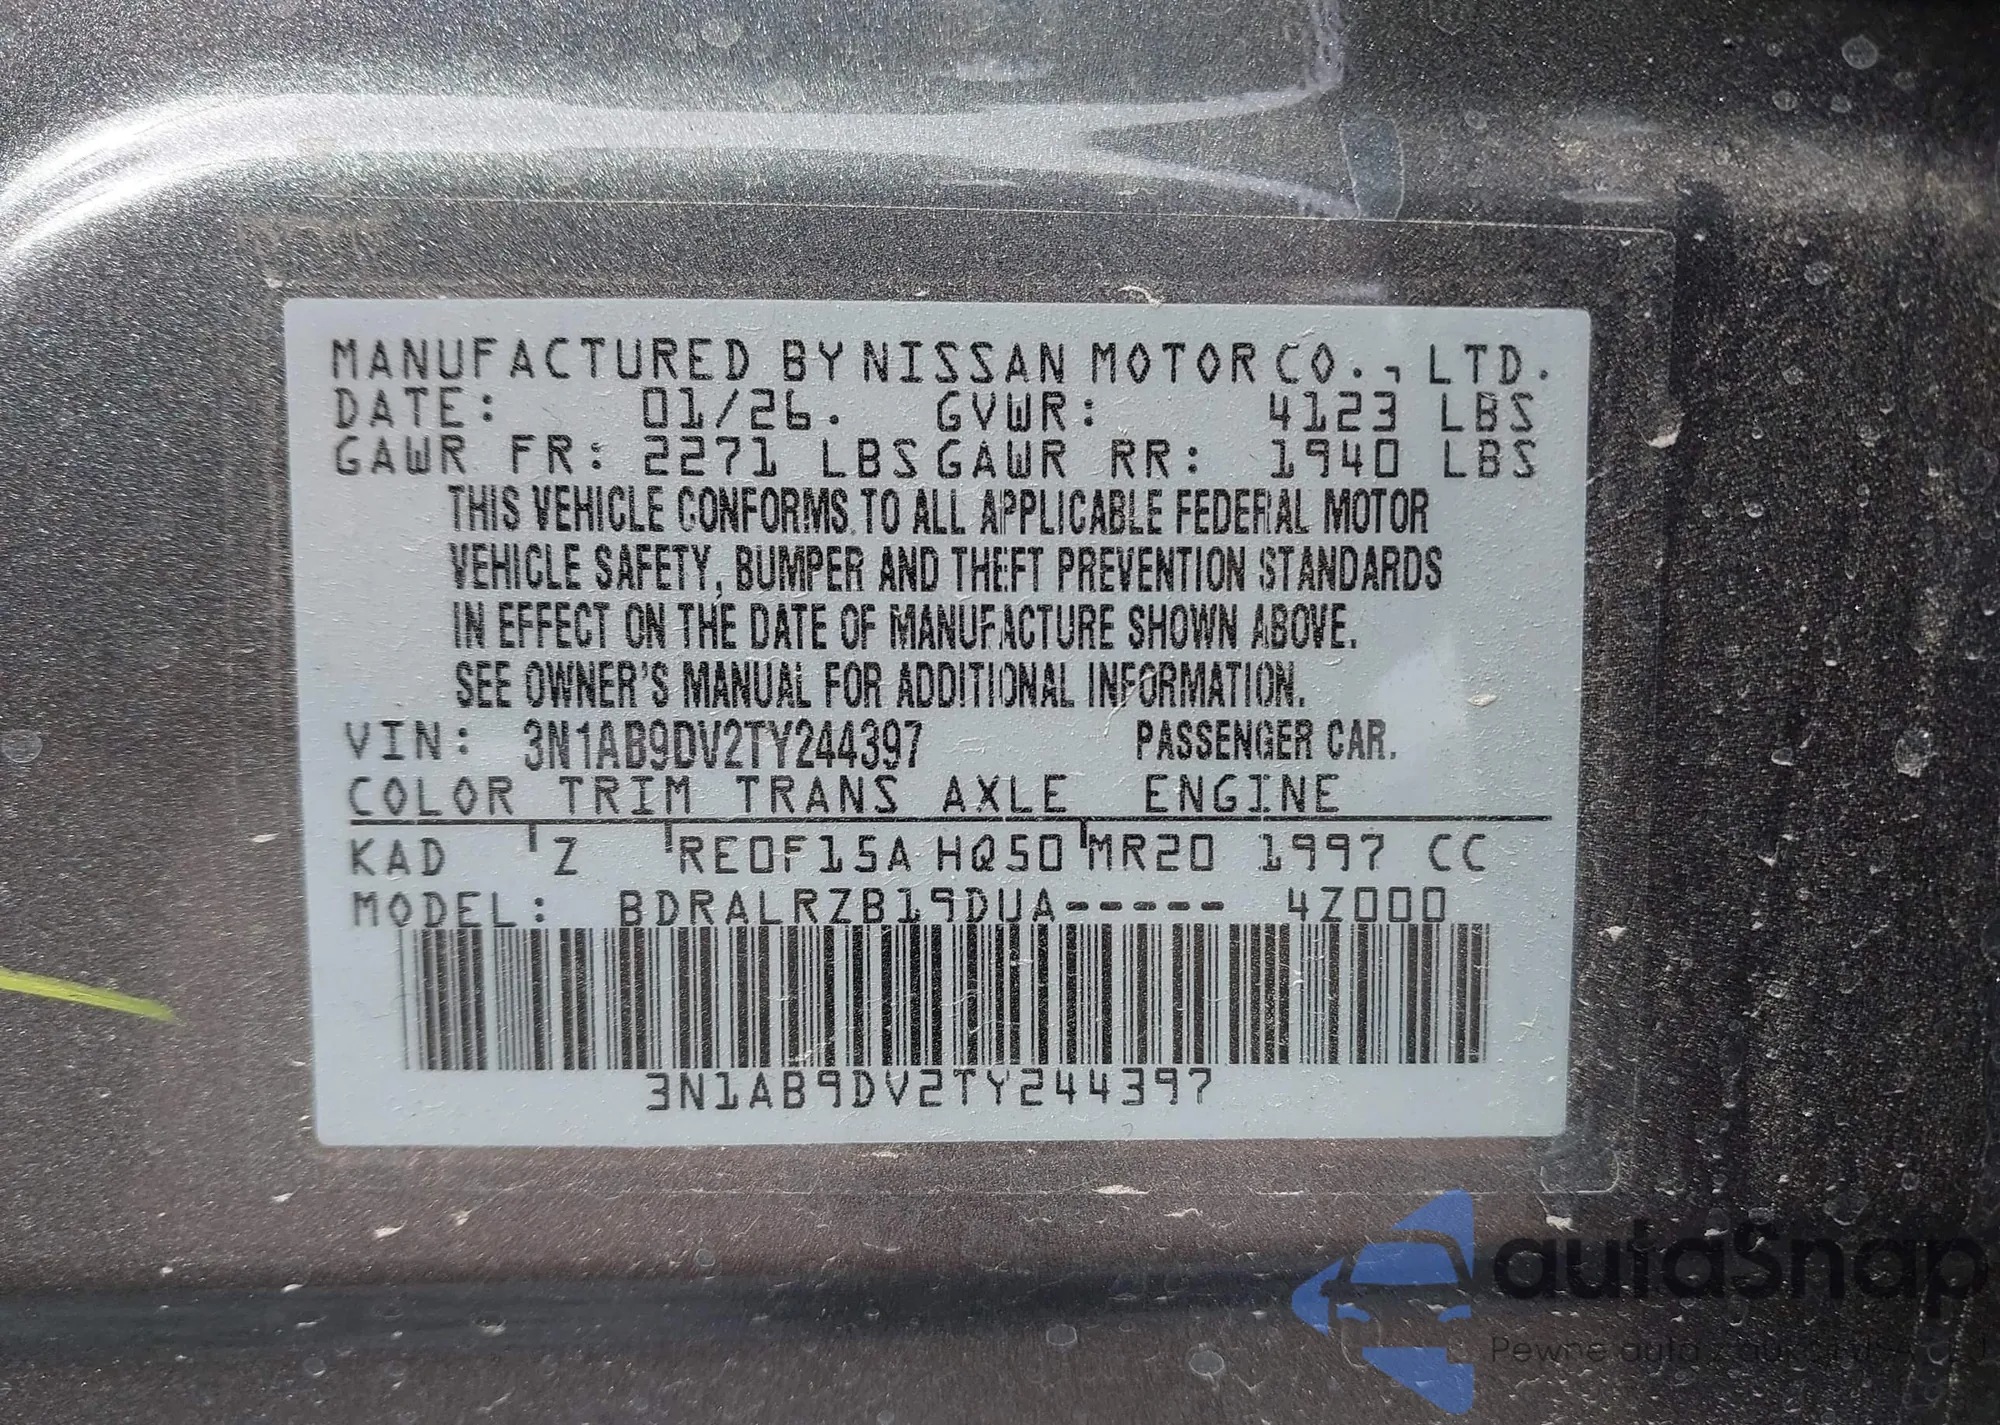 MANUFACTURED BY NISSAN MOTOR CO., LTD.
DATE: 01/26. GVWR: 4123 LBS
GAWR FR: 2271 LBS GAWR RR: 1940 LBS
THIS VEHICLE CONFORMS TO ALL APPLICABLE FEDERAL MOTOR
VEHICLE SAFETY, BUMPER AND THEFT PREVENTION STANDARDS
IN EFFECT ON THE DATE OF MANUFACTURE SHOWN ABOVE.
SEE OWNER'S MANUAL FOR ADDITIONAL INFORMATION.
VIN: 3N1AB9DV2TY244397 PASSENGER CAR.
COLOR TRIM TRANS AXLE ENGINE
KAD Z RE0F15A HQ50 MR20 1997 CC
MODEL: BDRALRZB19DUA----- 4Z000
3N1AB9DV2TY244397
autaSnap
Pewne auta